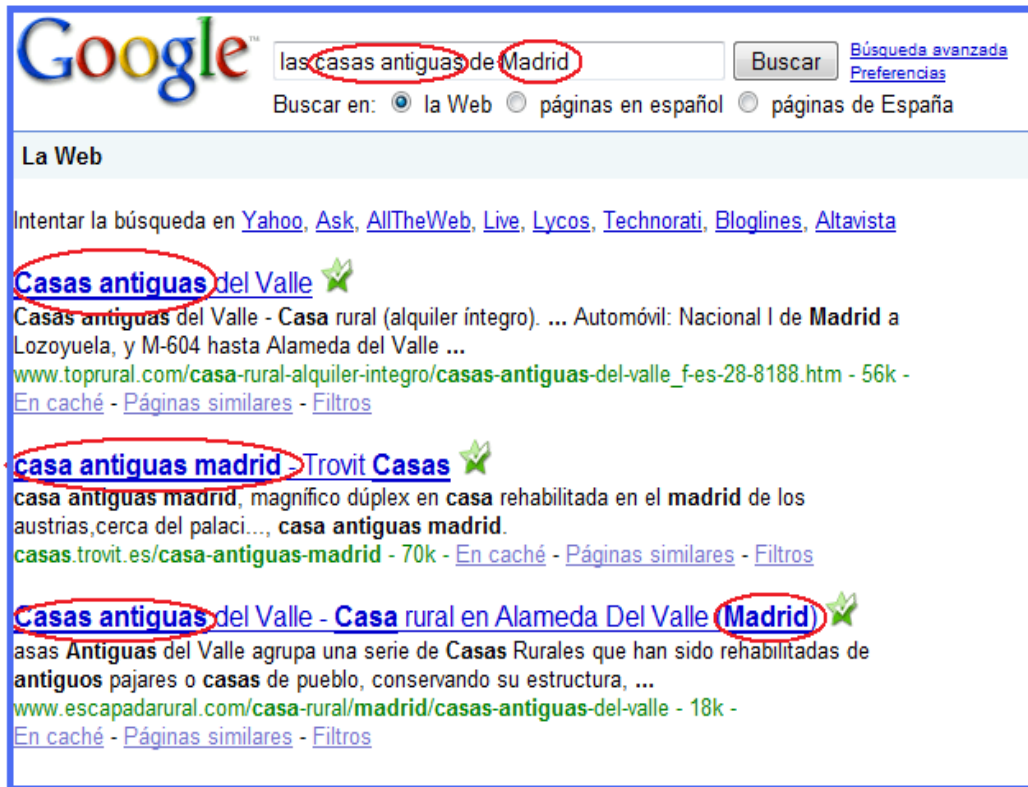 Google™
las casas antiguas de Madrid
Buscar
Búsqueda avanzada
Preferencias
Buscar en: la Web páginas en español páginas de España
La Web
Intentar la búsqueda en Yahoo, Ask, AllTheWeb, Live, Lycos, Technorati, Bloglines, Altavista
Casas antiguas del Valle
Casas antiguas del Valle - Casa rural (alquiler íntegro). ... Automóvil: Nacional I de Madrid a
Lozoyuela, y M-604 hasta Alameda del Valle ...
www.toprural.com/casa-rural-alquiler-integro/casas-antiguas-del-valle_f-es-28-8188.htm - 56k -
En caché - Páginas similares - Filtros
casa antiguas madrid - Trovit Casas
casa antiguas madrid, magnífico dúplex en casa rehabilitada en el madrid de los
austrias,cerca del palaci..., casa antiguas madrid.
casas.trovit.es/casa-antiguas-madrid - 70k - En caché - Páginas similares - Filtros
Casas antiguas del Valle - Casa rural en Alameda Del Valle (Madrid)
asas Antiguas del Valle agrupa una serie de Casas Rurales que han sido rehabilitadas de
antiguos pajares o casas de pueblo, conservando su estructura, ...
www.escapadarural.com/casa-rural/madrid/casas-antiguas-del-valle - 18k -
En caché - Páginas similares - Filtros